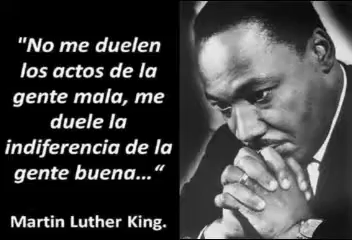 "No me duelen
los actos de la
gente mala, me
duele la
indiferencia de la
gente buena…“
Martin Luther King.